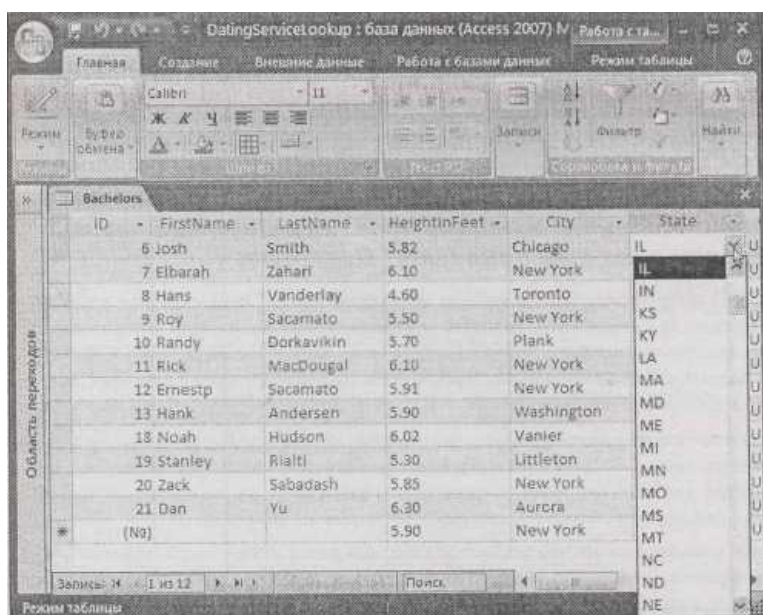 DatingServiceLookup : база данных (Access 2007) М Работа с та...
Главная Создание Внешние данные Работа с базами данных Режим таблицы
Calibri 11
Режим Буфер обмена Ж К Ч Записи Фильтр Найти
Bachelors
ID FirstName LastName HeightInFeet City State
6 Josh Smith 5.82 Chicago IL
7 Elbarah Zahari 6.10 New York IL
8 Hans Vanderlay 4.60 Toronto IN
9 Roy Sacamato 5.50 New York KS
10 Randy Dorkavikin 5.70 Plank KY
11 Rick MacDougal 6.10 New York LA
12 Ernestp Sacamato 5.91 New York MA
13 Hank Andersen 5.90 Washington MD
ME
18 Noah Hudson 6.02 Vanier MI
19 Stanley Rialti 5.30 Littleton MN
20 Zack Sabadash 5.85 New York MO
21 Dan Yu 6.30 Aurora MS
(№) 5.90 New York MT
NC
ND
NE
Область переходов
Записи: 1 из 12 Поиск
Режим таблицы